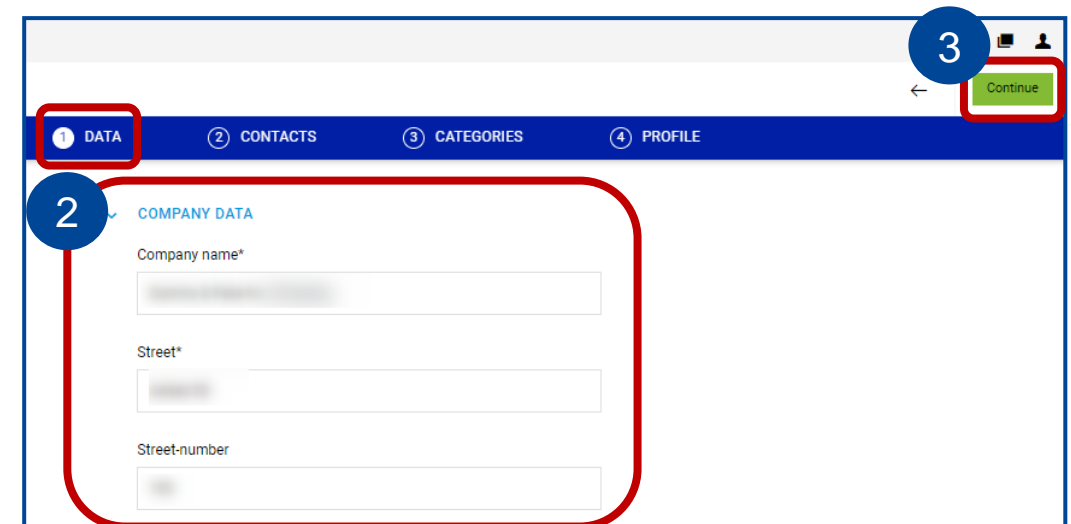 3
Continue
1 DATA 2 CONTACTS 3 CATEGORIES 4 PROFILE
2
COMPANY DATA
Company name*
Street*
Street-number